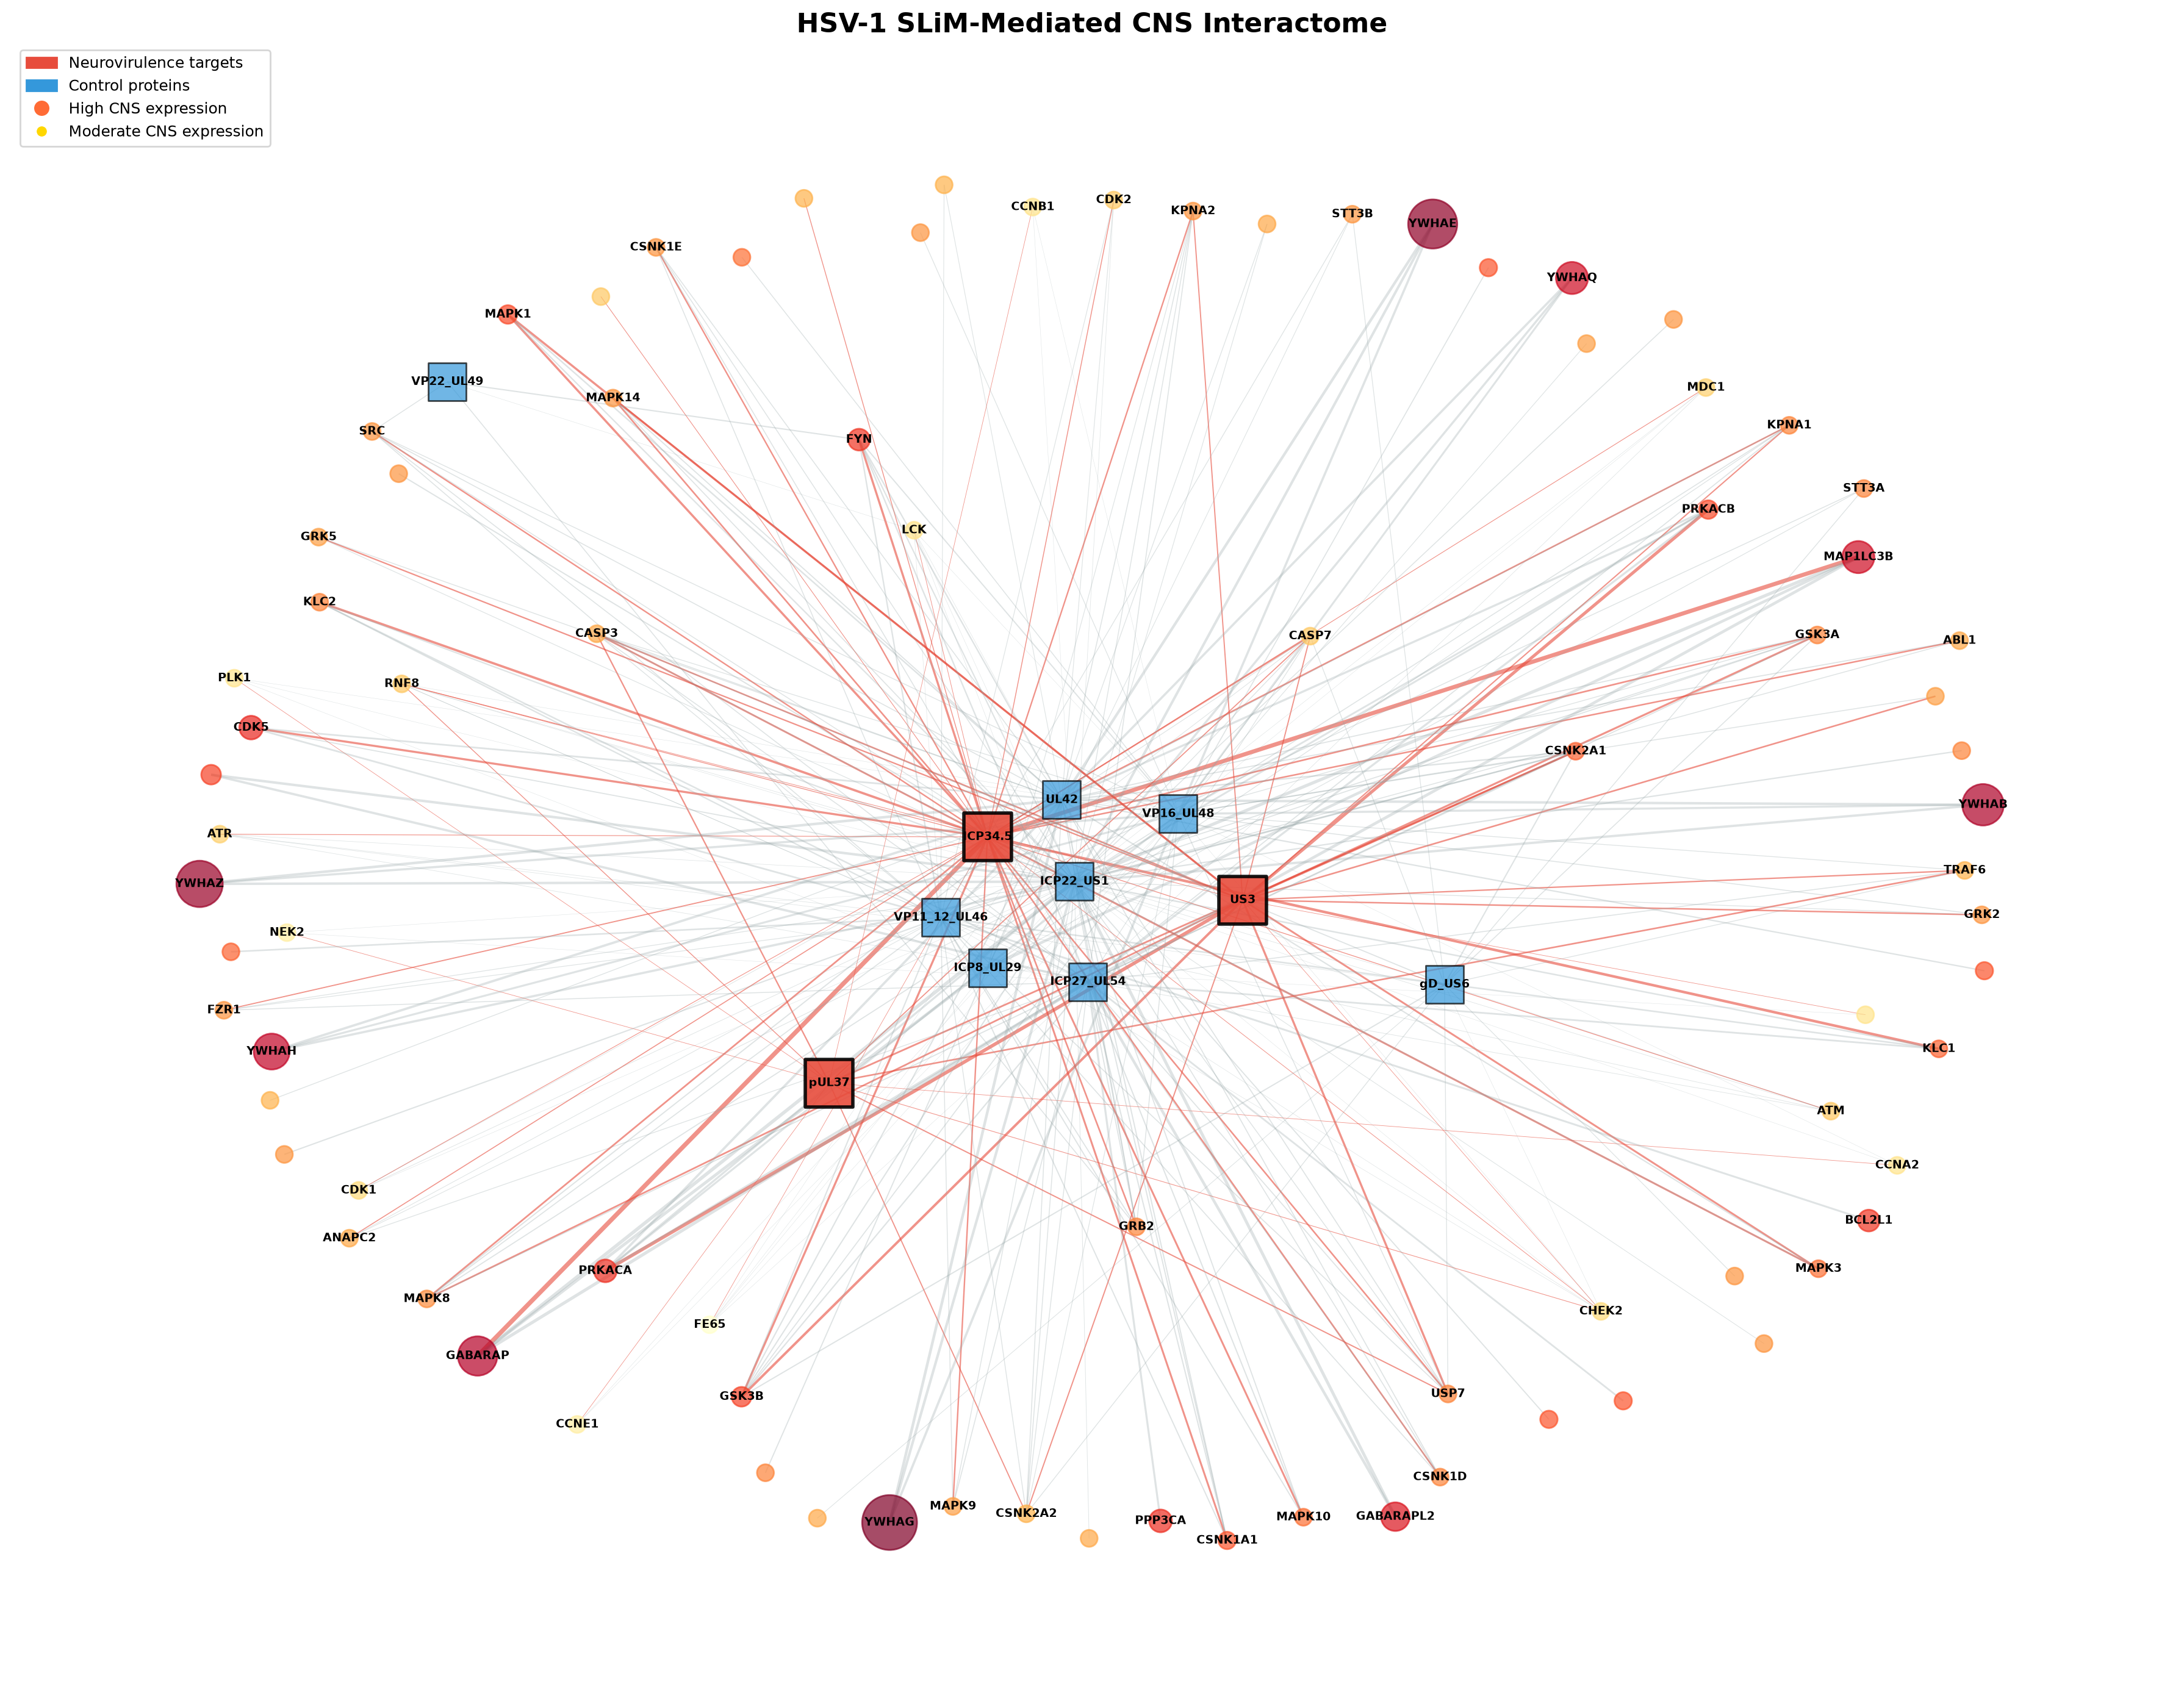 HSV-1 SLiM-Mediated CNS Interactome
Neurovirulence targets
Control proteins
High CNS expression
Moderate CNS expression
CCNB1
CDK2
KPNA2
STT3B
YWHAE
CSNK1E
YWHAQ
MAPK1
VP22_UL49
MAPK14
MDC1
KPNA1
SRC
FYN
STT3A
PRKACB
LCK
GRK5
MAP1LC3B
KLC2
CASP3
CASP7
GSK3A
ABL1
PLK1
RNF8
CDK5
CSNK2A1
UL42
VP16_UL48
YWHAB
ATR
CP34.5
TRAF6
YWHAZ
ICP22_US1
US3
GRK2
VP11_12_UL46
NEK2
ICP8_UL29
ICP27_UL54
gD_US6
FZR1
YWHAH
KLC1
pUL37
ATM
CCNA2
CDK1
BCL2L1
GRB2
ANAPC2
PRKACA
MAPK3
MAPK8
CHEK2
FE65
GABARAP
GSK3B
USP7
CCNE1
CSNK1D
MAPK9
CSNK2A2
YWHAG
PPP3CA
MAPK10
GABARAPL2
CSNK1A1